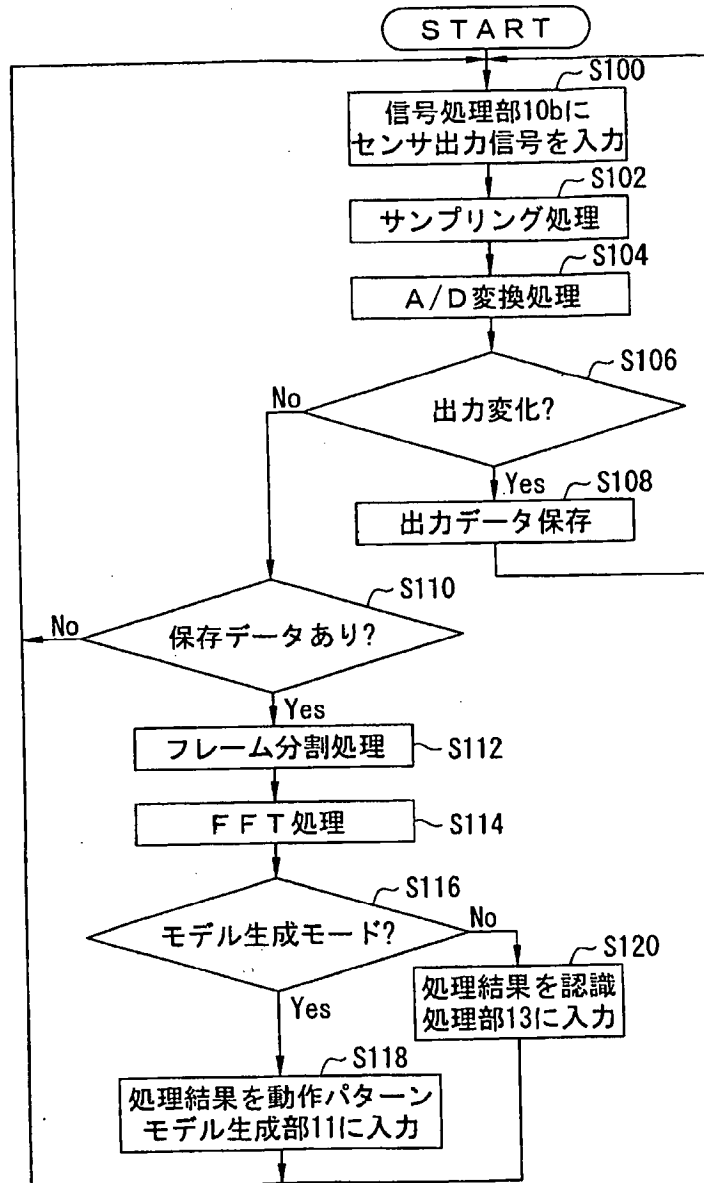 ＳＴＡＲＴ
S100
信号処理部10bに
センサ出力信号を入力
S102
サンプリング処理
S104
Ａ/Ｄ変換処理
S106
出力変化?
No
Yes
S108
出力データ保存
S110
保存データあり?
No
Yes
フレーム分割処理
S112
ＦＦＴ処理
S114
S116
モデル生成モード?
No
Yes
S120
処理結果を認識
処理部13に入力
S118
処理結果を動作パターン
モデル生成部11に入力